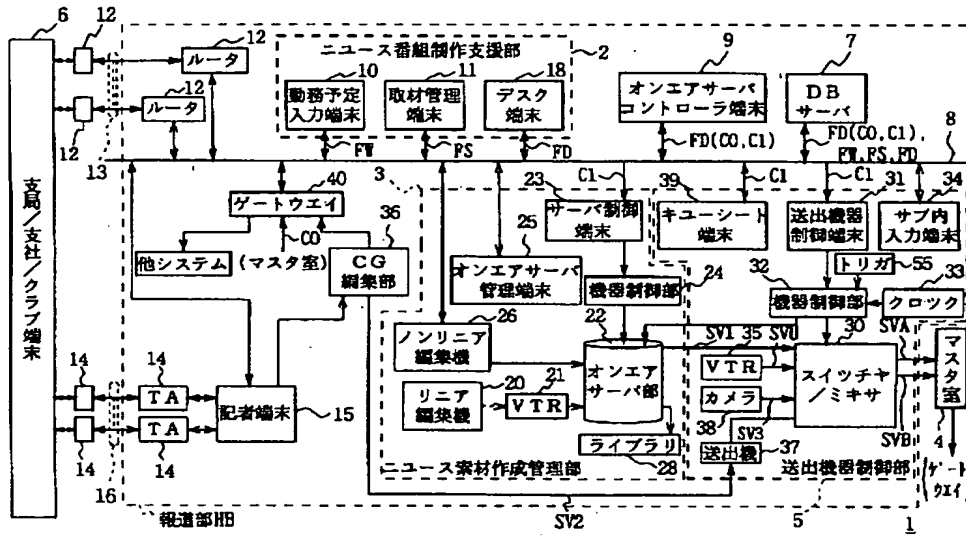 6
12
12
ルータ
12
ルータ
12
13
支局/支社/クラブ端末
ニュース番組制作支援部
2
10
勤務予定
入力端末
11
取材管理
端末
18
デスク
端末
FW
FS
FD
9
オンエアサーバ
コントローラ端末
FD(CO,C1)
7
DB
サーバ
FD(CO,C1),
FW,FS,FD
8
3
40
ゲートウエイ
CO
(マスタ室)
他システム
36
CG
編集部
C1
23
サーバ制御
端末
25
オンエアサーバ
管理端末
24
機器制御部
39
C1
キューシート
端末
C1
31
送出機器
制御端末
34
サブ内
入力端末
トリガ
55
33
クロック
32
機器制御部
26
ノンリニア
編集機
22
オンエア
サーバ部
20
リニア
編集機
21
VTR
ライブラリ
28
SV1
35
SVU
VTR
カメラ
38
SV3
送出機
37
30
スイッチャ
/ミキサ
SVA
SVB
マスタ室
4
(ゲートウエイ)
14
TA
14
14
TA
14
記者端末
15
16
ニュース素材作成管理部
送出機器制御部
報道部HB
SV2
5
1